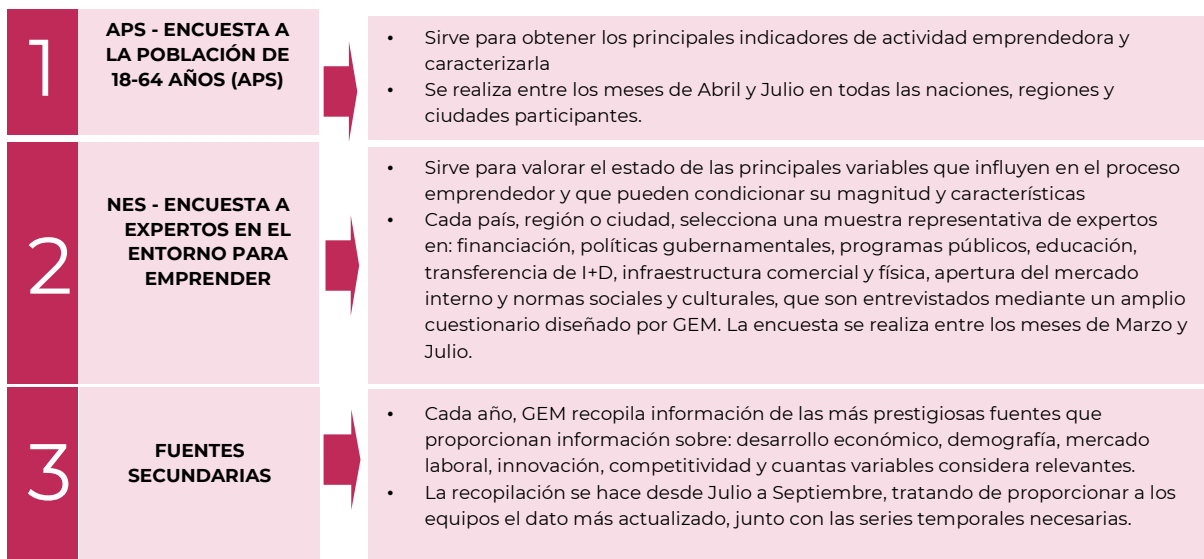 1
APS - ENCUESTA A
LA POBLACIÓN DE
18-64 AÑOS (APS)
• Sirve para obtener los principales indicadores de actividad emprendedora y
caracterizarla
• Se realiza entre los meses de Abril y Julio en todas las naciones, regiones y
ciudades participantes.
2
NES - ENCUESTA A
EXPERTOS EN EL
ENTORNO PARA
EMPRENDER
• Sirve para valorar el estado de las principales variables que influyen en el proceso
emprendedor y que pueden condicionar su magnitud y características
• Cada país, región o ciudad, selecciona una muestra representativa de expertos
en: financiación, políticas gubernamentales, programas públicos, educación,
transferencia de I+D, infraestructura comercial y física, apertura del mercado
interno y normas sociales y culturales, que son entrevistados mediante un amplio
cuestionario diseñado por GEM. La encuesta se realiza entre los meses de Marzo y
Julio.
3
FUENTES
SECUNDARIAS
• Cada año, GEM recopila información de las más prestigiosas fuentes que
proporcionan información sobre: desarrollo económico, demografía, mercado
laboral, innovación, competitividad y cuantas variables considera relevantes.
• La recopilación se hace desde Julio a Septiembre, tratando de proporcionar a los
equipos el dato más actualizado, junto con las series temporales necesarias.